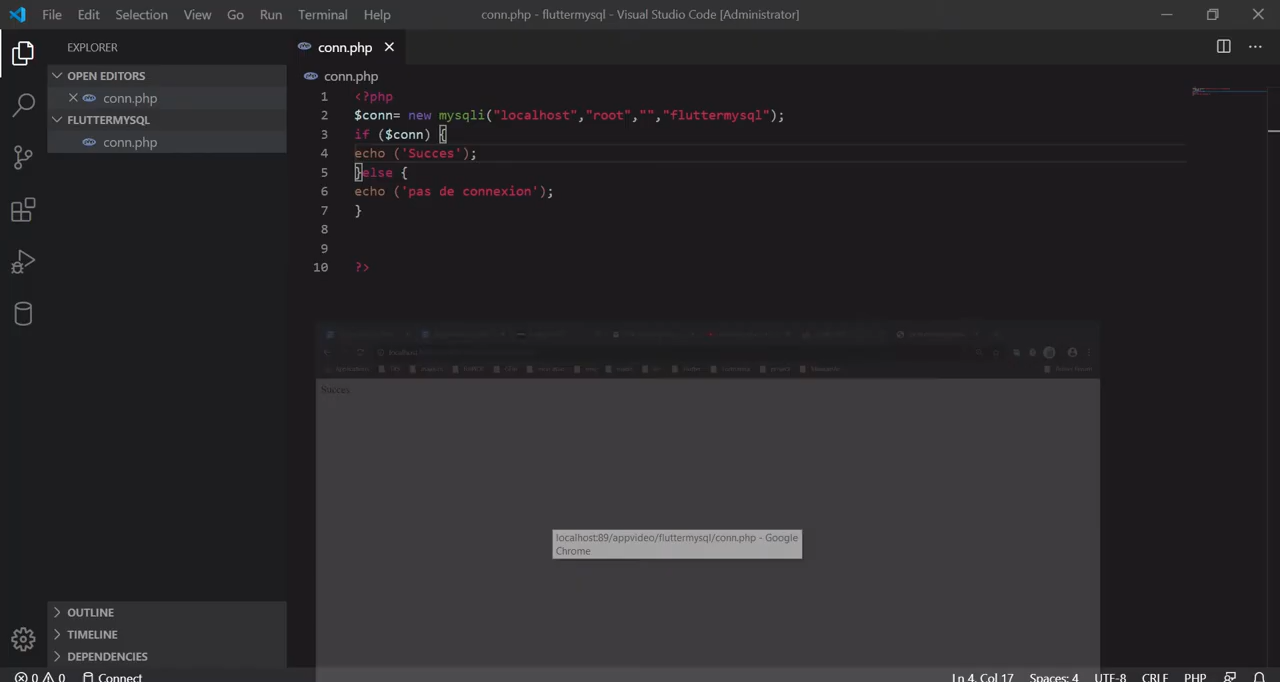 File Edit Selection View Go Run Terminal Help
conn.php - fluttermysql - Visual Studio Code [Administrator]
EXPLORER
OPEN EDITORS
conn.php
FLUTTERMYSQL
conn.php
OUTLINE
TIMELINE
DEPENDENCIES
conn.php
conn.php
1 <?php
2 $conn= new mysqli("localhost","root","","fluttermysql");
3 if ($conn) {
4 echo ('Succes');
5 }else {
6 echo ('pas de connexion');
7 }
8
9
10 ?>
Succes
localhost:89/appvideo/fluttermysql/conn.php - Google
Chrome
0 0 Connect
Ln 4, Col 17 Spaces: 4 UTF-8 CRLF PHP